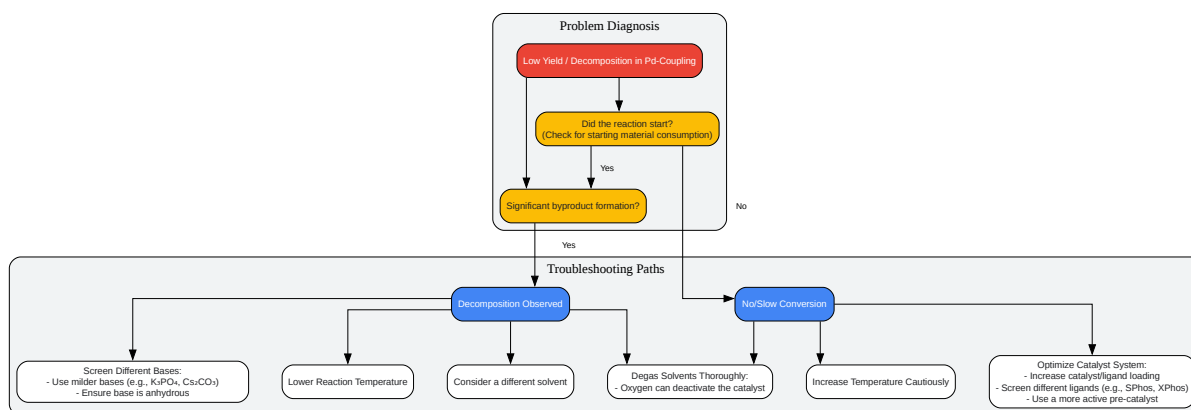 Problem Diagnosis
Low Yield / Decomposition in Pd-Coupling
Did the reaction start?
(Check for starting material consumption)
Yes
Significant byproduct formation?
No
Yes
Troubleshooting Paths
Decomposition Observed
No/Slow Conversion
Screen Different Bases:
- Use milder bases (e.g., K₃PO₄, Cs₂CO₃)
- Ensure base is anhydrous
Lower Reaction Temperature
Consider a different solvent
Degas Solvents Thoroughly:
- Oxygen can deactivate the catalyst
Increase Temperature Cautiously
Optimize Catalyst System:
- Increase catalyst/ligand loading
- Screen different ligands (e.g., SPhos, XPhos)
- Use a more active pre-catalyst